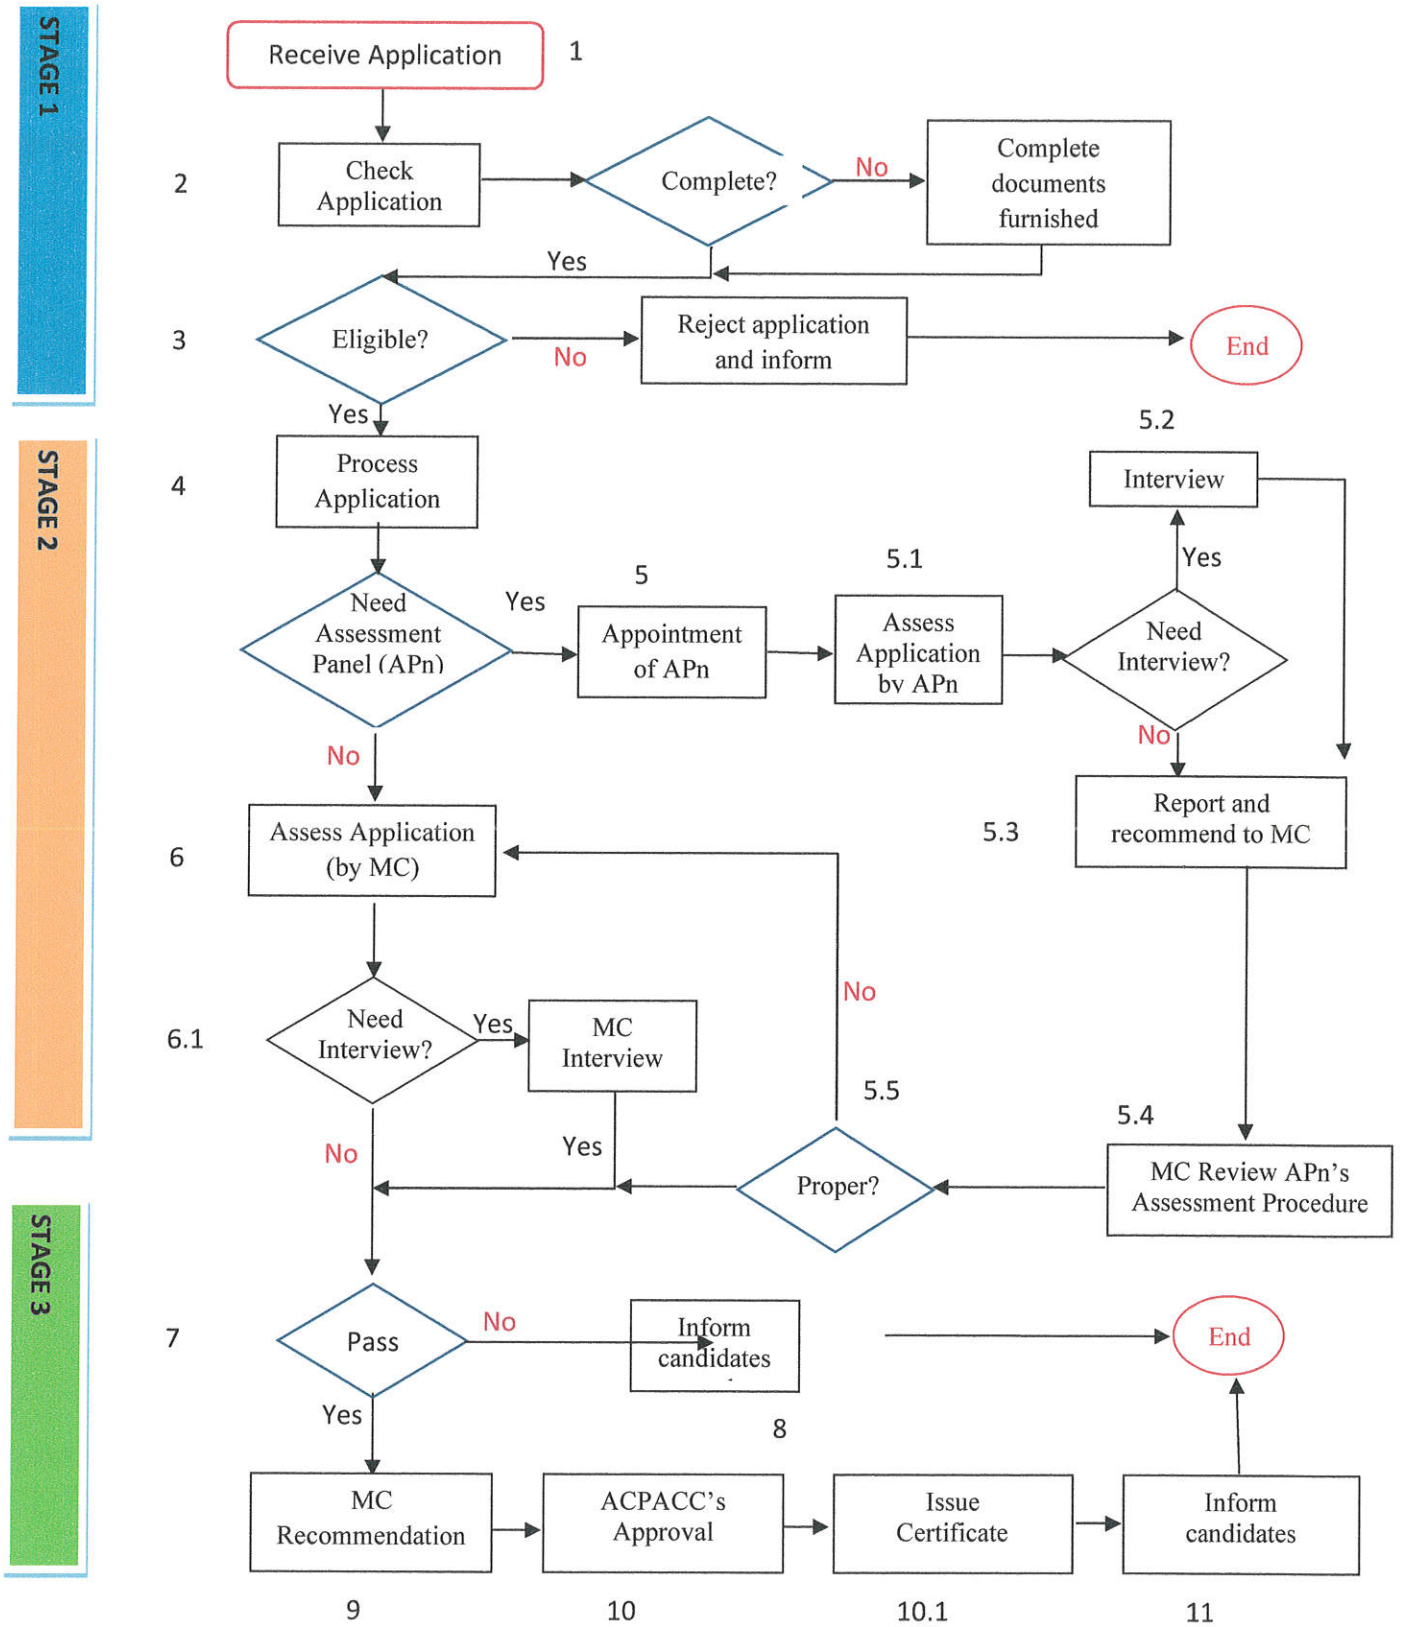 STAGE 1
Receive Application
1
2
Check
Application
Complete?
No
Complete
documents
furnished
Yes
3
Eligible?
No
Reject application
and inform
End
Yes
STAGE 2
4
Process
Application
5.2
Interview
Yes
Need
Assessment
Panel (APn)
Yes
5
Appointment
of APn
5.1
Assess
Application
by APn
Need
Interview?
No
No
6
Assess Application
(by MC)
5.3
Report and
recommend to MC
No
6.1
Need
Interview?
Yes
MC
Interview
5.5
5.4
No
Yes
Proper?
MC Review APn's
Assessment Procedure
STAGE 3
7
Pass
No
Inform
candidates
End
Yes
8
MC
Recommendation
ACPACC's
Approval
Issue
Certificate
Inform
candidates
9
10
10.1
11